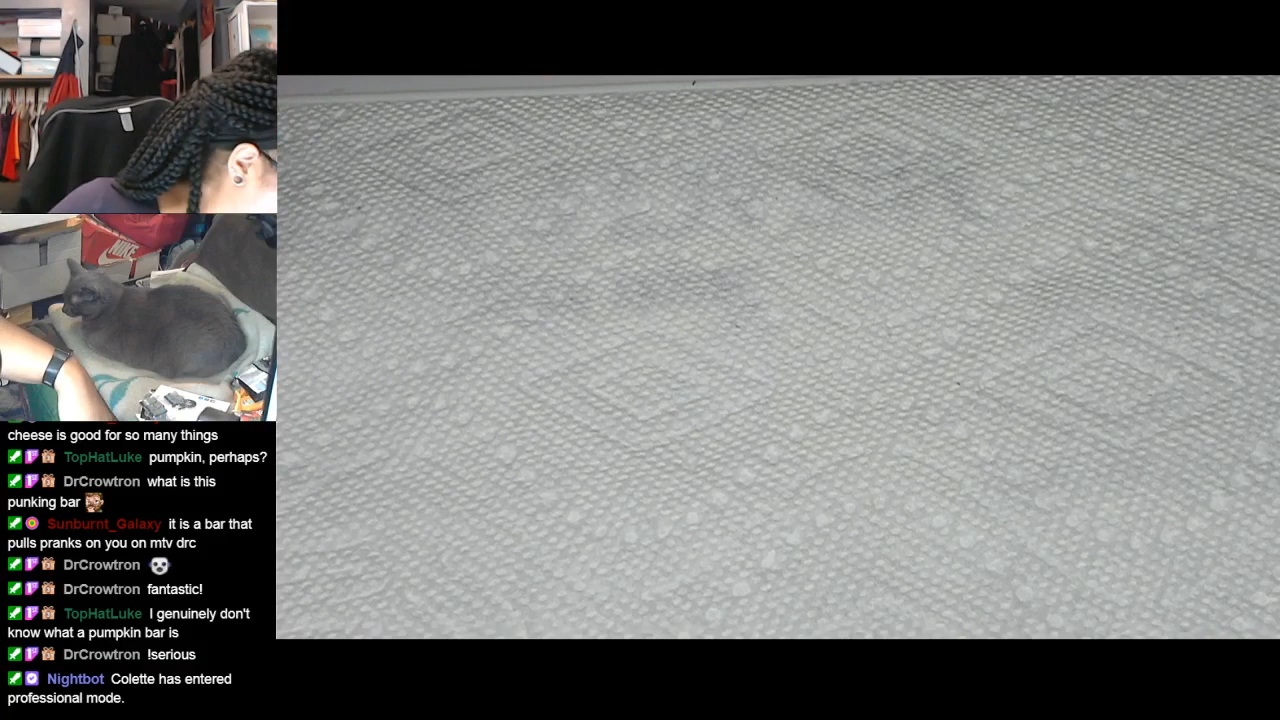 NIKE
cheese is good for so many things
TopHatLuke pumpkin, perhaps?
DrCrowtron what is this
punking bar
Sunburnt_Galaxy it is a bar that
pulls pranks on you on mtv drc
DrCrowtron
DrCrowtron fantastic!
TopHatLuke I genuinely don't
know what a pumpkin bar is
DrCrowtron !serious
Nightbot Colette has entered
professional mode.